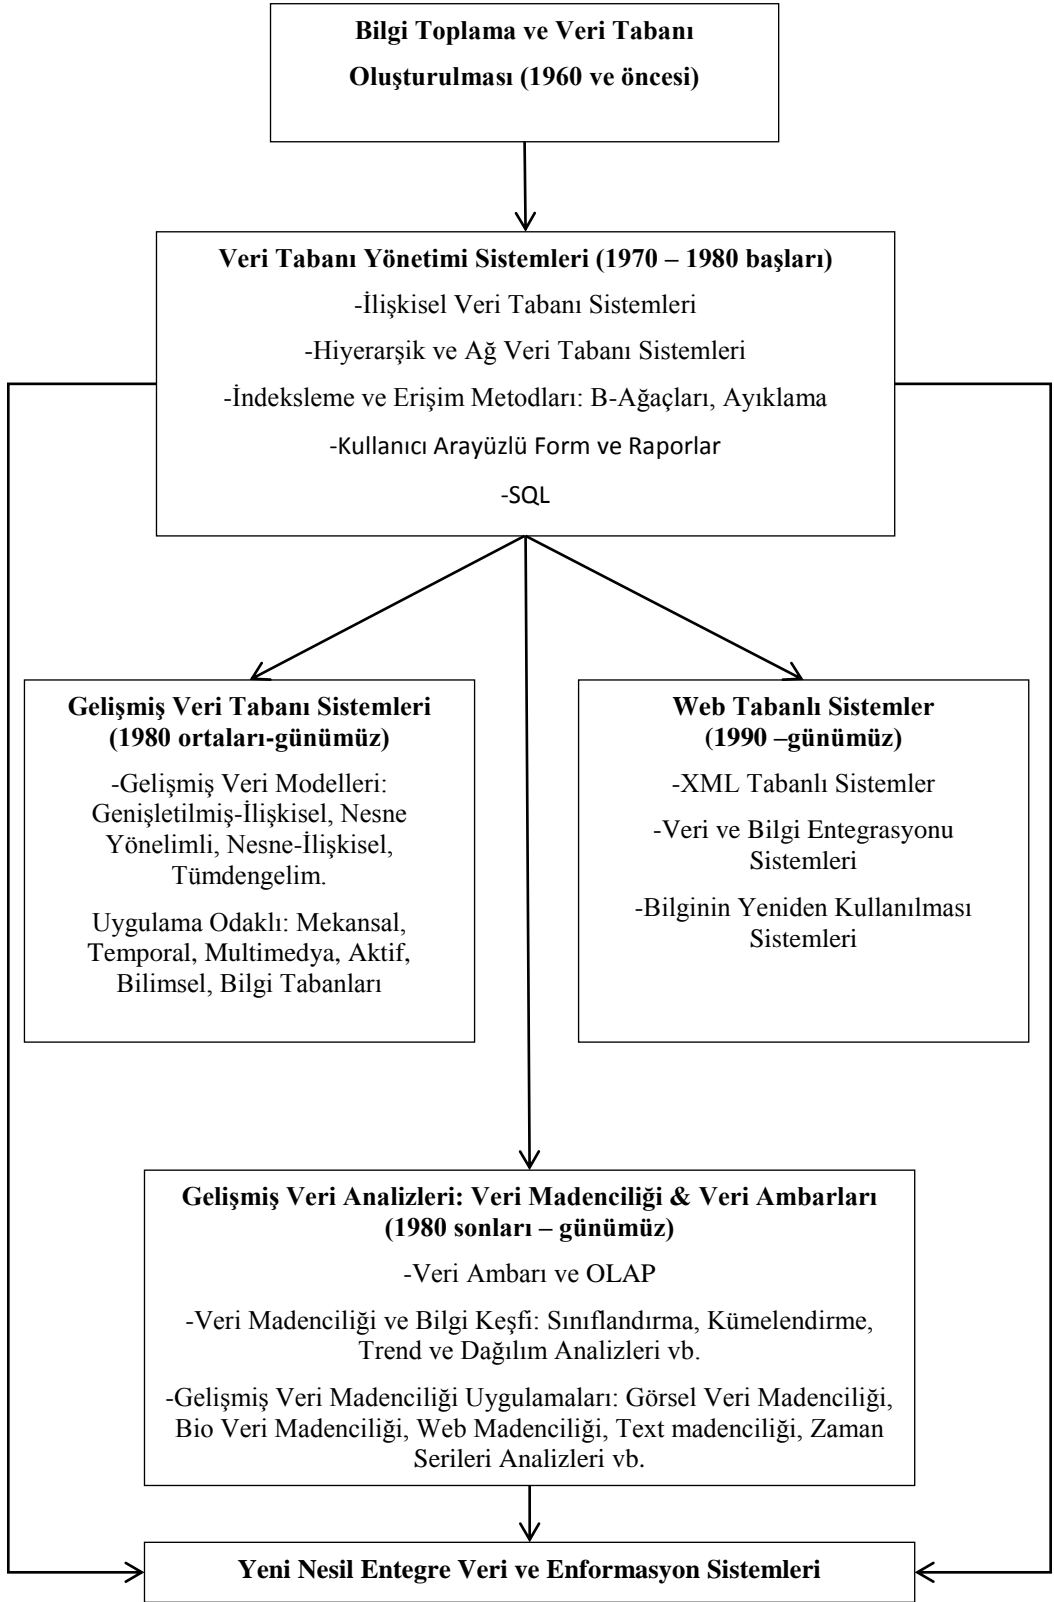 Bilgi Toplama ve Veri Tabanı
Oluşturulması (1960 ve öncesi)
Veri Tabanı Yönetimi Sistemleri (1970 – 1980 başları)
-İlişkisel Veri Tabanı Sistemleri
-Hiyerarşik ve Ağ Veri Tabanı Sistemleri
-İndeksleme ve Erişim Metodları: B-Ağaçları, Ayıklama
-Kullanıcı Arayüzlü Form ve Raporlar
-SQL
Gelişmiş Veri Tabanı Sistemleri
(1980 ortaları-günümüz)
-Gelişmiş Veri Modelleri:
Genişletilmiş-İlişkisel, Nesne
Yönelimli, Nesne-İlişkisel,
Tümdengelim.
Uygulama Odaklı: Mekansal,
Temporal, Multimedya, Aktif,
Bilimsel, Bilgi Tabanları
Web Tabanlı Sistemler
(1990 –günümüz)
-XML Tabanlı Sistemler
-Veri ve Bilgi Entegrasyonu
Sistemleri
-Bilginin Yeniden Kullanılması
Sistemleri
Gelişmiş Veri Analizleri: Veri Madenciliği & Veri Ambarları
(1980 sonları – günümüz)
-Veri Ambarı ve OLAP
-Veri Madenciliği ve Bilgi Keşfi: Sınıflandırma, Kümelendirme,
Trend ve Dağılım Analizleri vb.
-Gelişmiş Veri Madenciliği Uygulamaları: Görsel Veri Madenciliği,
Bio Veri Madenciliği, Web Madenciliği, Text madenciliği, Zaman
Serileri Analizleri vb.
Yeni Nesil Entegre Veri ve Enformasyon Sistemleri